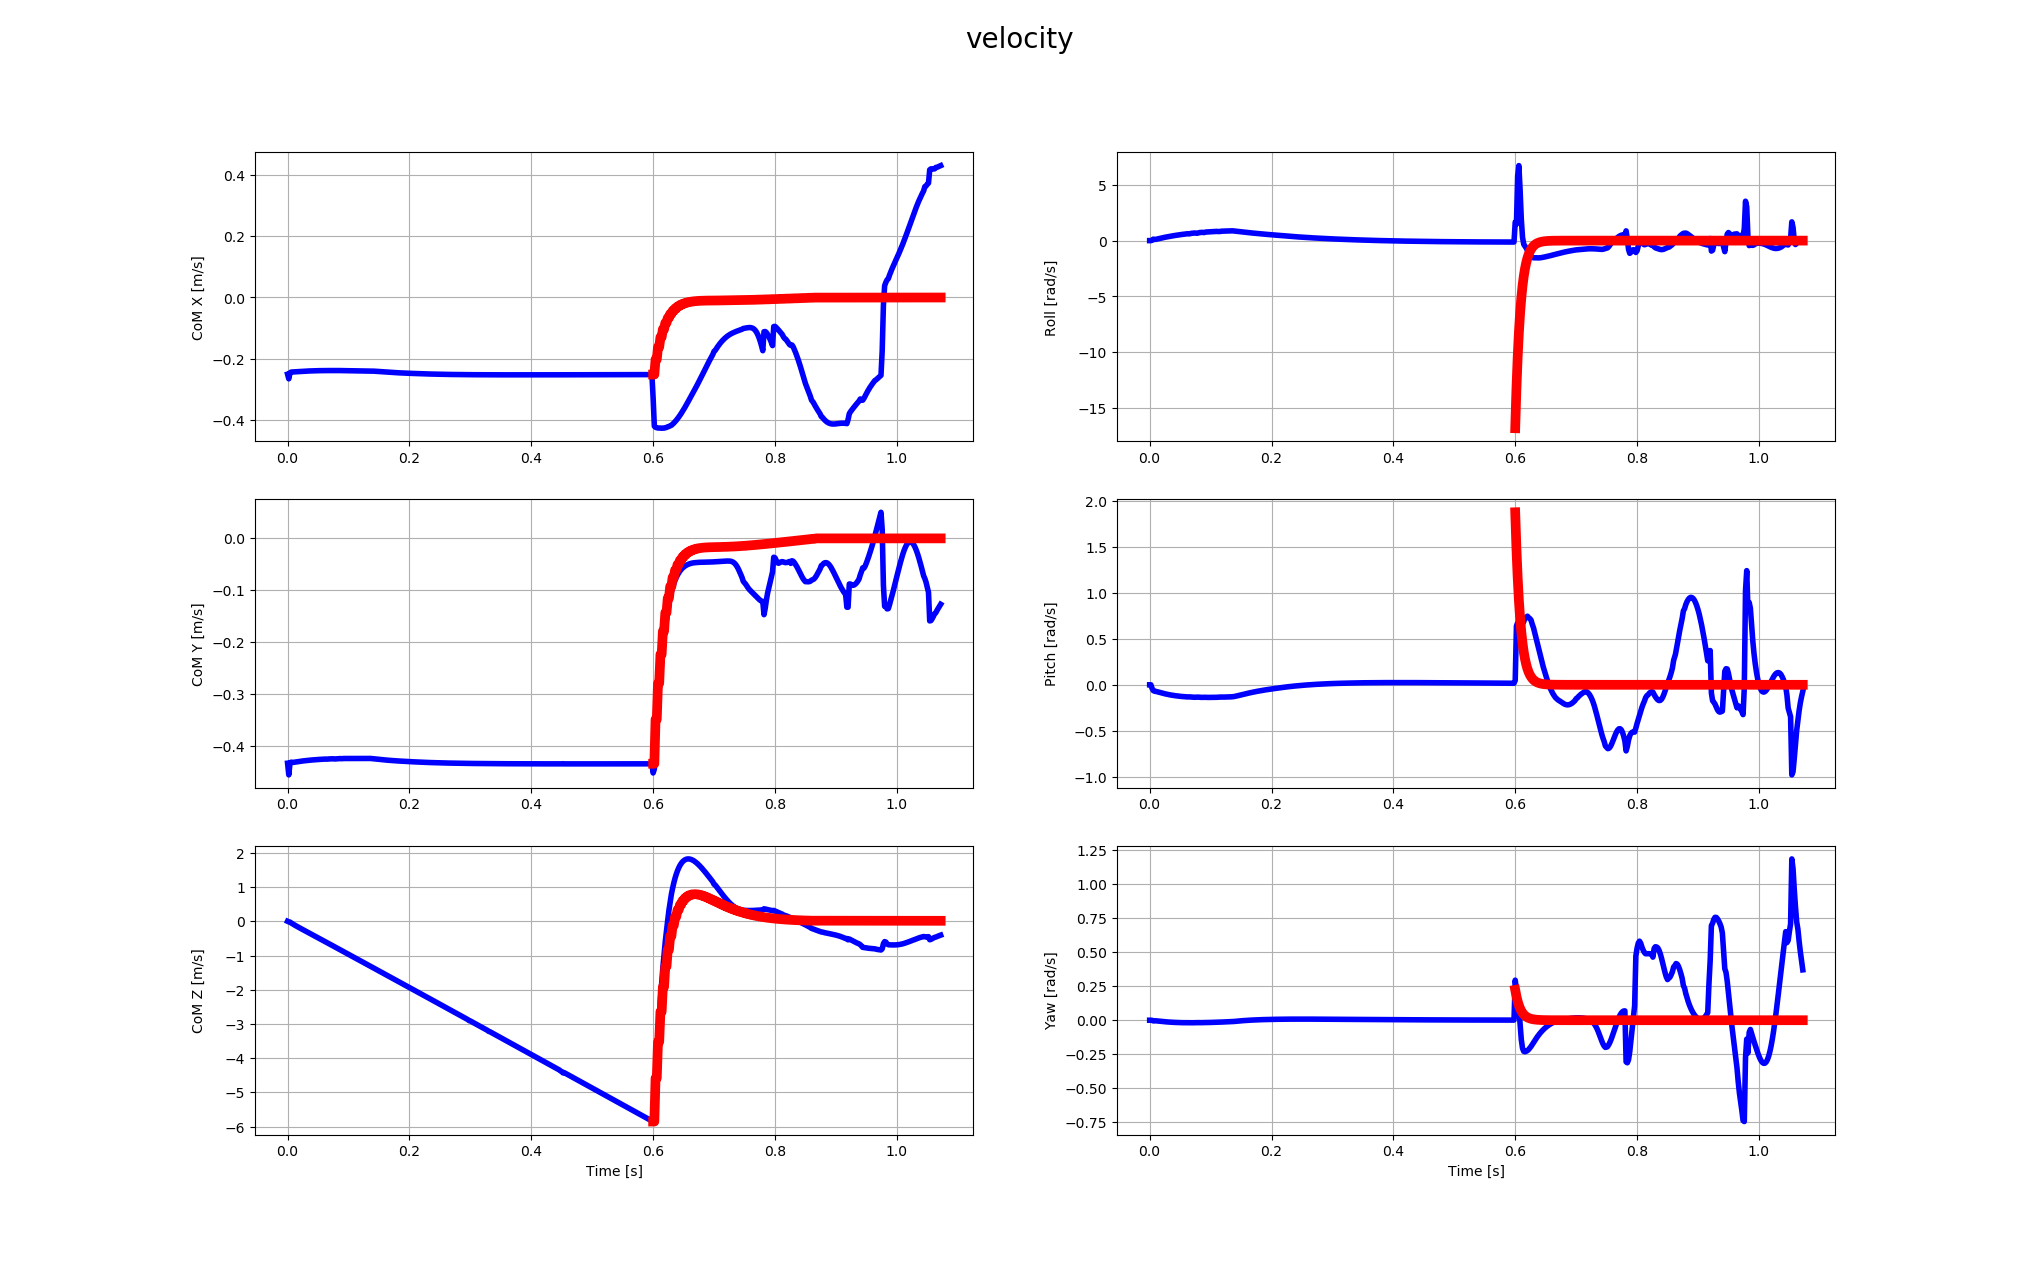 velocity
CoM X [m/s]
0.4
0.2
0.0
−0.2
−0.4
0.0 0.2 0.4 0.6 0.8 1.0
Roll [rad/s]
5
0
−5
−10
−15
0.0 0.2 0.4 0.6 0.8 1.0
CoM Y [m/s]
0.0
−0.1
−0.2
−0.3
−0.4
0.0 0.2 0.4 0.6 0.8 1.0
Pitch [rad/s]
2.0
1.5
1.0
0.5
0.0
−0.5
−1.0
0.0 0.2 0.4 0.6 0.8 1.0
CoM Z [m/s]
2
1
0
−1
−2
−3
−4
−5
−6
0.0 0.2 0.4 0.6 0.8 1.0
Time [s]
Yaw [rad/s]
1.25
1.00
0.75
0.50
0.25
0.00
−0.25
−0.50
−0.75
0.0 0.2 0.4 0.6 0.8 1.0
Time [s]